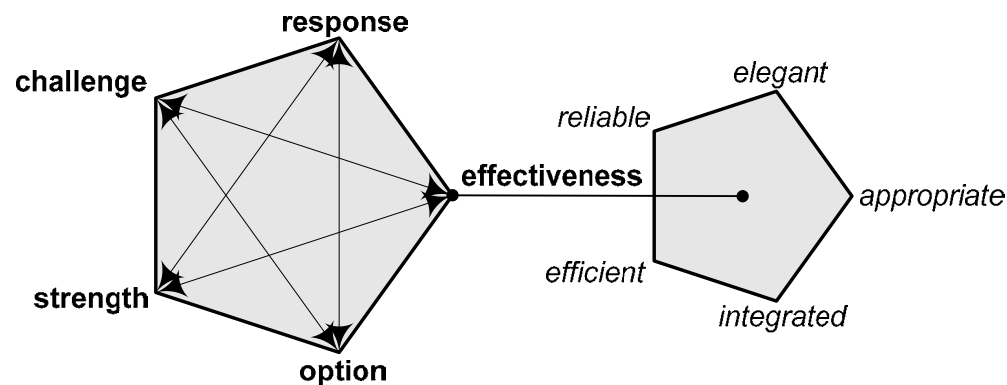 response
challenge
elegant
reliable
effectiveness
appropriate
efficient
strength
integrated
option